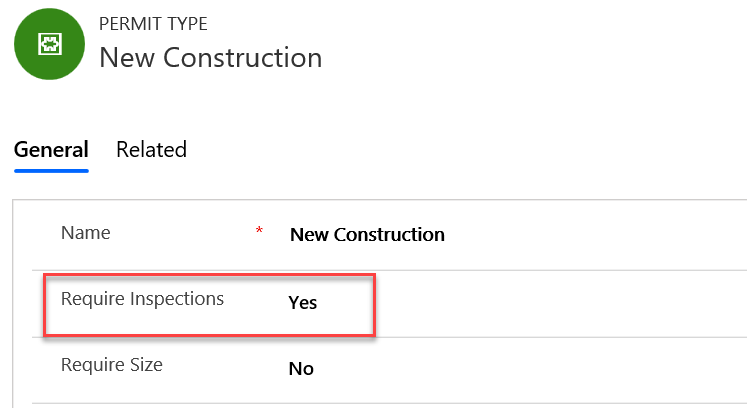 PERMIT TYPE
New Construction
General Related
Name * New Construction
Require Inspections Yes
Require Size No